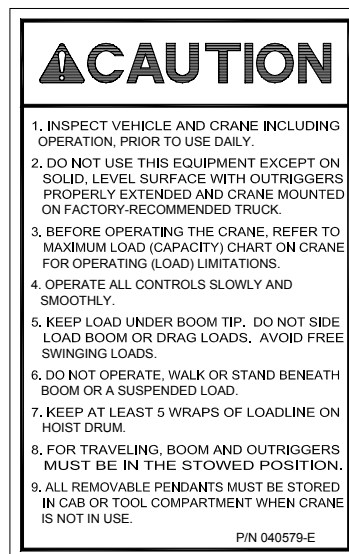 CAUTION
1. INSPECT VEHICLE AND CRANE INCLUDING
OPERATION, PRIOR TO USE DAILY.
2. DO NOT USE THIS EQUIPMENT EXCEPT ON
SOLID, LEVEL SURFACE WITH OUTRIGGERS
PROPERLY EXTENDED AND CRANE MOUNTED
ON FACTORY-RECOMMENDED TRUCK.
3. BEFORE OPERATING THE CRANE, REFER TO
MAXIMUM LOAD (CAPACITY) CHART ON CRANE
FOR OPERATING (LOAD) LIMITATIONS.
4. OPERATE ALL CONTROLS SLOWLY AND
SMOOTHLY.
5. KEEP LOAD UNDER BOOM TIP. DO NOT SIDE
LOAD BOOM OR DRAG LOADS. AVOID FREE
SWINGING LOADS.
6. DO NOT OPERATE, WALK OR STAND BENEATH
BOOM OR A SUSPENDED LOAD.
7. KEEP AT LEAST 5 WRAPS OF LOADLINE ON
HOIST DRUM.
8. FOR TRAVELING, BOOM AND OUTRIGGERS
MUST BE IN THE STOWED POSITION.
9. ALL REMOVABLE PENDANTS MUST BE STORED
IN CAB OR TOOL COMPARTMENT WHEN CRANE
IS NOT IN USE.
P/N 040579-E